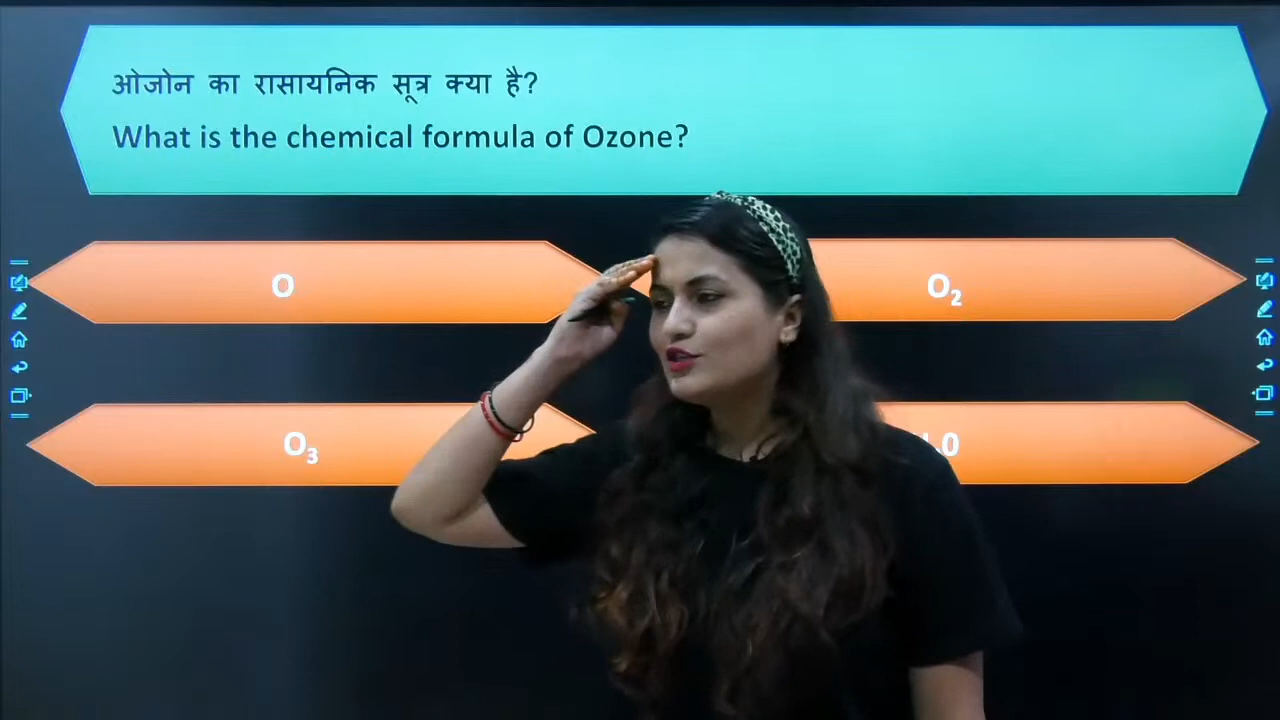 ओजोन का रासायनिक सूत्र क्या है?
What is the chemical formula of Ozone?
O
O₂
O₃